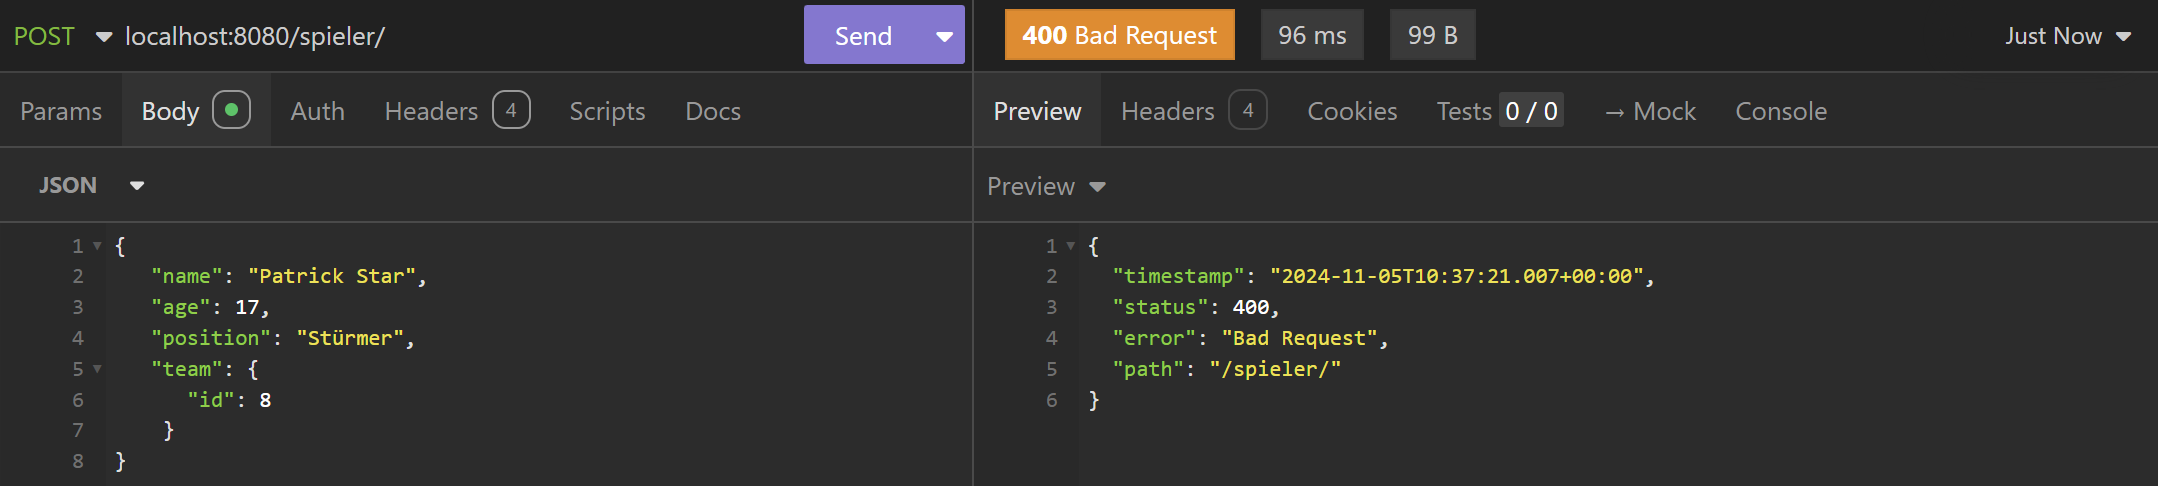 POST localhost:8080/spieler/ Send
400 Bad Request 96 ms 99 B Just Now
Params Body Auth Headers 4 Scripts Docs
Preview Headers 4 Cookies Tests 0 / 0 → Mock Console
JSON
Preview
1 {
2 "name": "Patrick Star",
3 "age": 17,
4 "position": "Stürmer",
5 "team": {
6 "id": 8
7 }
8 }
1 {
2 "timestamp": "2024-11-05T10:37:21.007+00:00",
3 "status": 400,
4 "error": "Bad Request",
5 "path": "/spieler/"
6 }